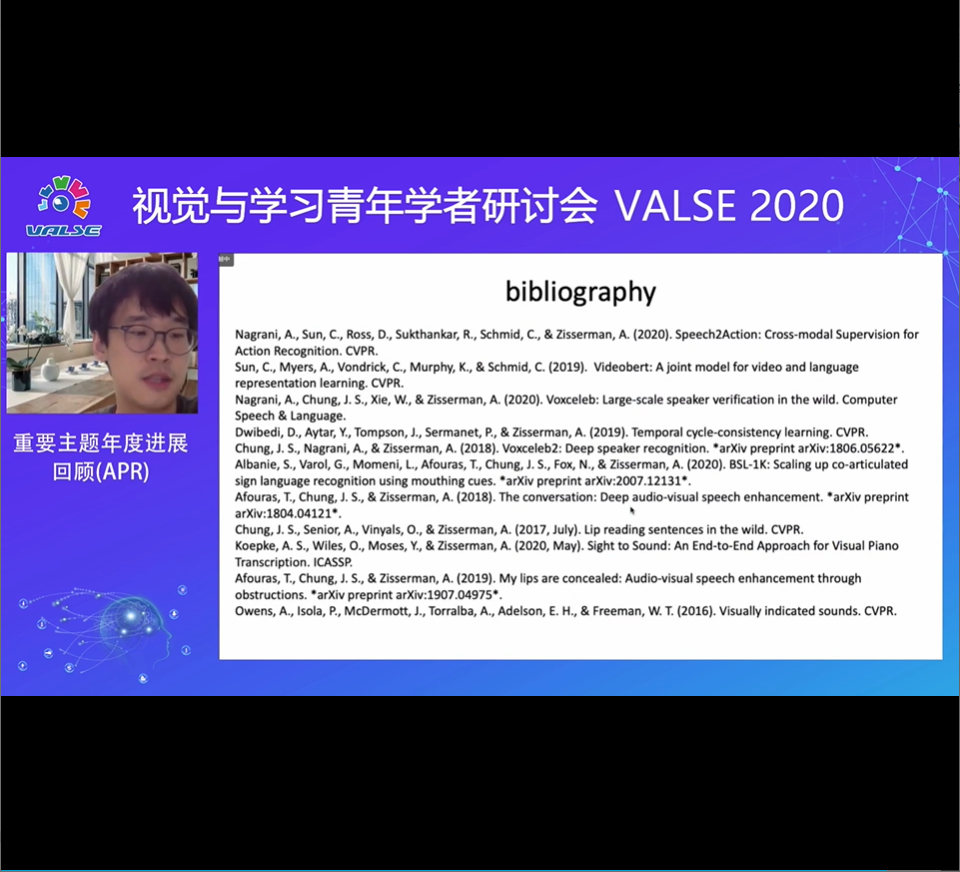 视觉与学习青年学者研讨会 VALSE 2020
VALSE
重要主题年度进展
回顾(APR)
bibliography
Nagrani, A., Sun, C., Ross, D., Sukthankar, R., Schmid, C., & Zisserman, A. (2020). Speech2Action: Cross-modal Supervision for
Action Recognition. CVPR.
Sun, C., Myers, A., Vondrick, C., Murphy, K., & Schmid, C. (2019). Videobert: A joint model for video and language
representation learning. CVPR.
Nagrani, A., Chung, J. S., Xie, W., & Zisserman, A. (2020). Voxceleb: Large-scale speaker verification in the wild. Computer
Speech & Language.
Dwibedi, D., Aytar, Y., Tompson, J., Sermanet, P., & Zisserman, A. (2019). Temporal cycle-consistency learning. CVPR.
Chung, J. S., Nagrani, A., & Zisserman, A. (2018). Voxceleb2: Deep speaker recognition. *arXiv preprint arXiv:1806.05622*.
Albanie, S., Varol, G., Momeni, L., Afouras, T., Chung, J. S., Fox, N., & Zisserman, A. (2020). BSL-1K: Scaling up co-articulated
sign language recognition using mouthing cues. *arXiv preprint arXiv:2007.12131*.
Afouras, T., Chung, J. S., & Zisserman, A. (2018). The conversation: Deep audio-visual speech enhancement. *arXiv preprint
arXiv:1804.04121*.
Chung, J. S., Senior, A., Vinyals, O., & Zisserman, A. (2017, July). Lip reading sentences in the wild. CVPR.
Koepke, A. S., Wiles, O., Moses, Y., & Zisserman, A. (2020, May). Sight to Sound: An End-to-End Approach for Visual Piano
Transcription. ICASSP.
Afouras, T., Chung, J. S., & Zisserman, A. (2019). My lips are concealed: Audio-visual speech enhancement through
obstructions. *arXiv preprint arXiv:1907.04975*.
Owens, A., Isola, P., McDermott, J., Torralba, A., Adelson, E. H., & Freeman, W. T. (2016). Visually indicated sounds. CVPR.